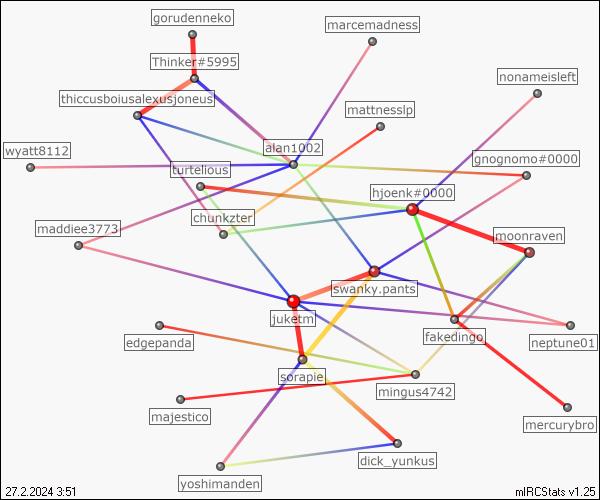 gorudenneko
marcemadness
Thinker#5995
nonameisleft
thiccusboiusalexusjoneus
mattnesslp
alan1002
wyatt8112
gnognomo#0000
turtelious
hjoenk#0000
chunkzter
maddiee3773
moonraven
swanky.pants
juketm
fakedingo
edgepanda
neptune01
sorapie
mingus4742
majestico
mercurybro
dick_yunkus
yoshimanden
27.2.2024 3:51
mIRCStats v1.25